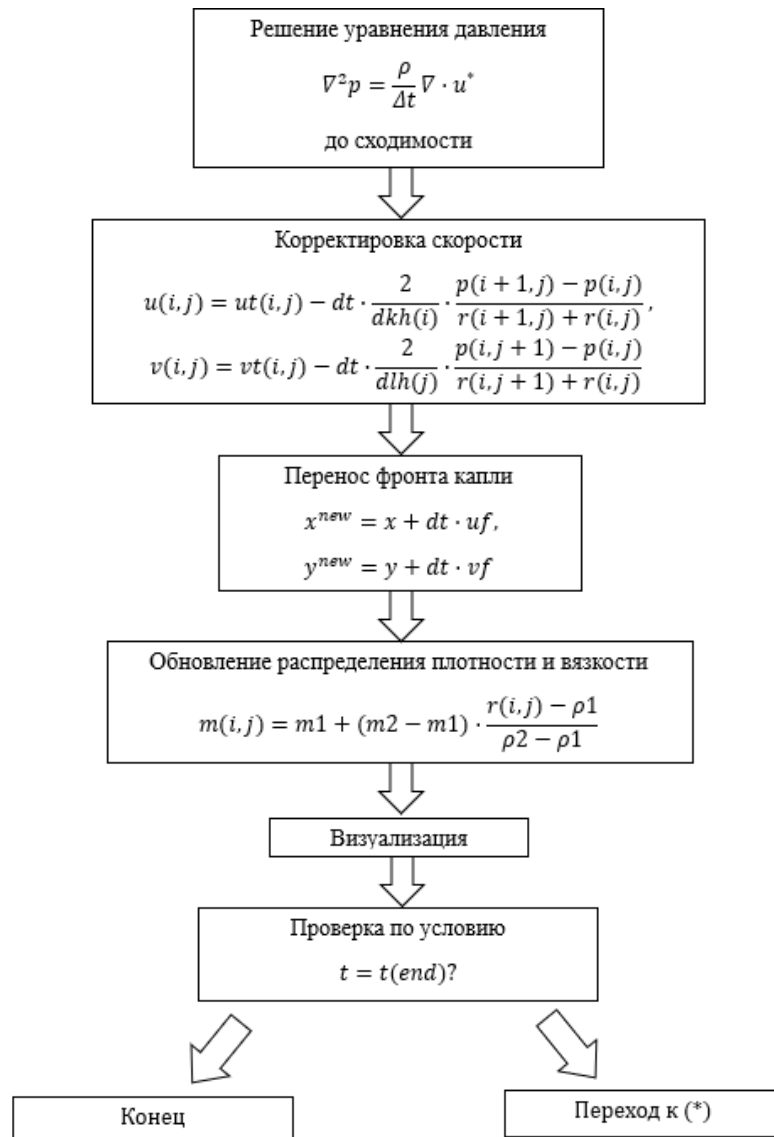 Решение уравнения давления
∇²p = ρ/Δt ∇ · u*
до сходимости
Корректировка скорости
u(i,j) = ut(i,j) − dt · 2/dkh(i) · p(i + 1,j) − p(i,j)/r(i + 1,j) + r(i,j),
v(i,j) = vt(i,j) − dt · 2/dlh(j) · p(i,j + 1) − p(i,j)/r(i,j + 1) + r(i,j)
Перенос фронта капли
xⁿᵉʷ = x + dt · uf,
yⁿᵉʷ = y + dt · vf
Обновление распределения плотности и вязкости
m(i,j) = m1 + (m2 − m1) · r(i,j) − ρ1/ρ2 − ρ1
Визуализация
Проверка по условию
t = t(end)?
Конец
Переход к (*)